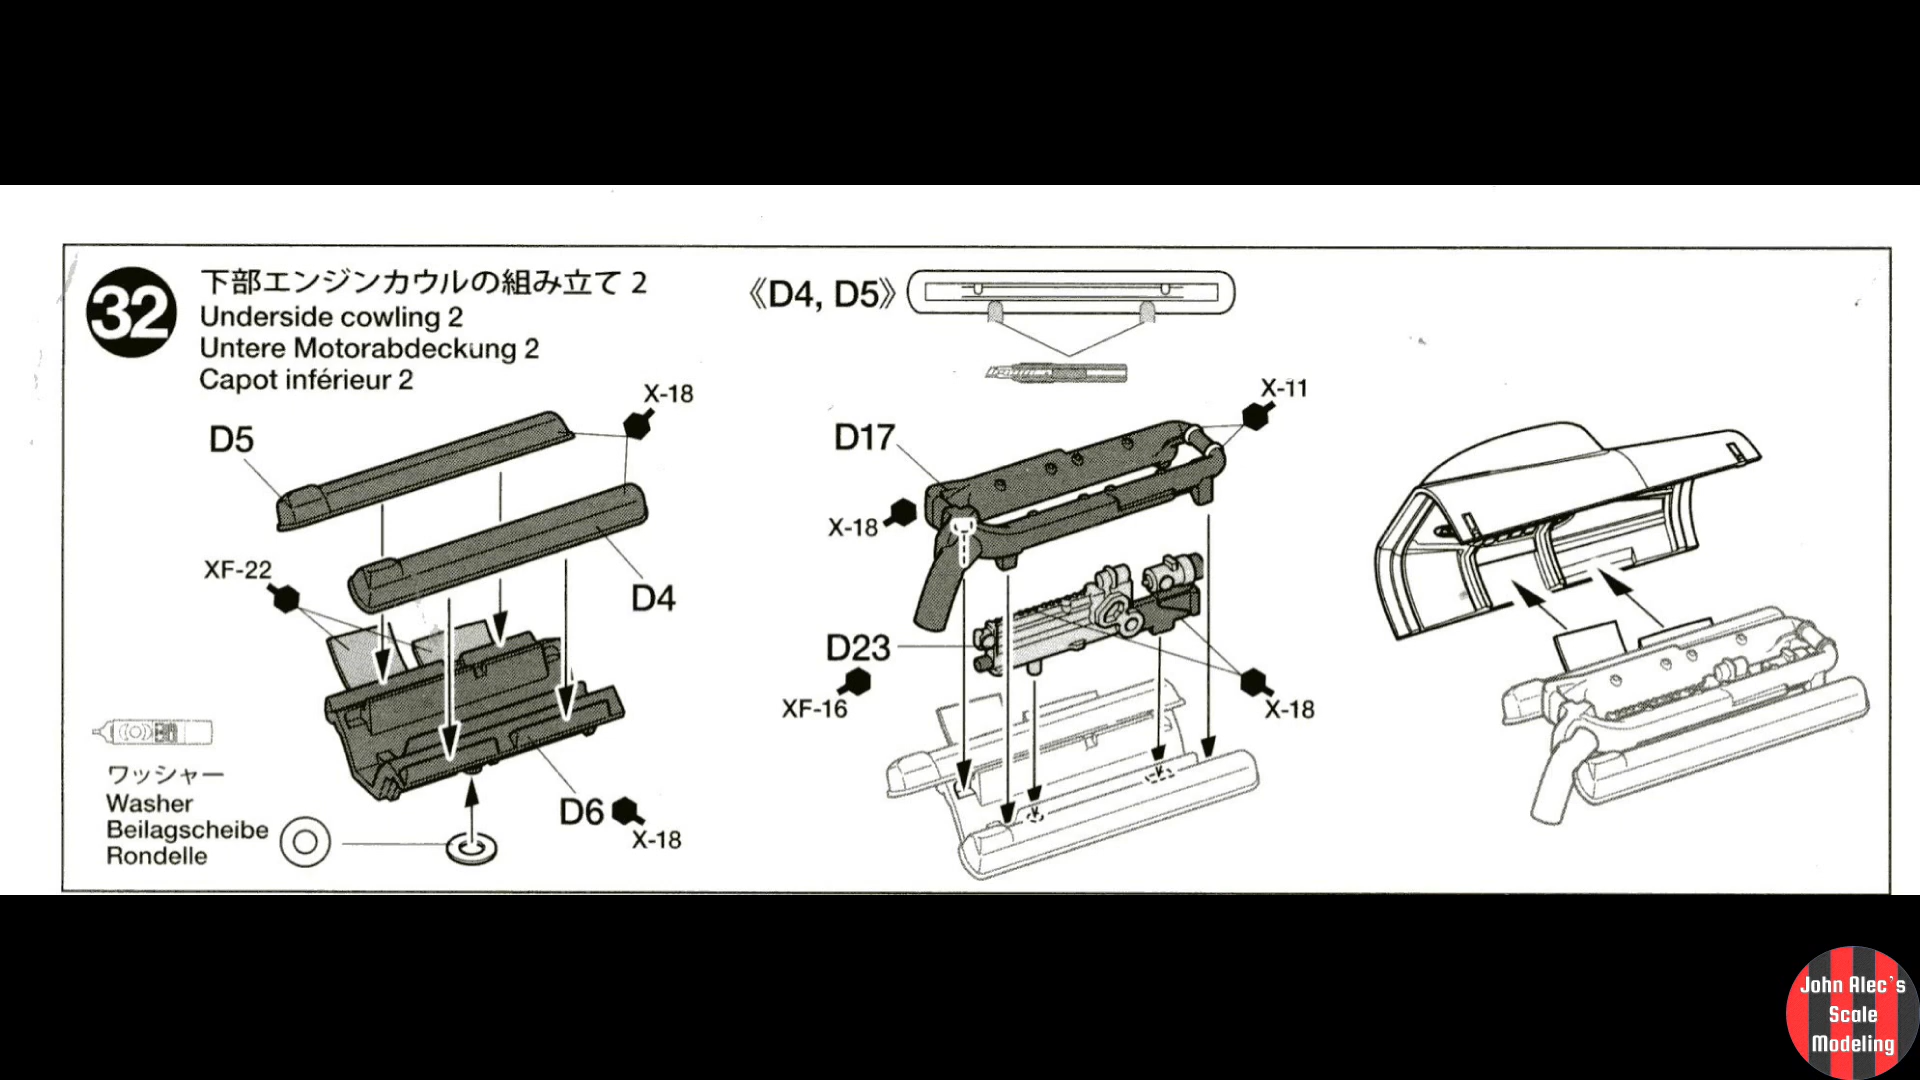 32
下部エンジンカウルの組み立て 2
Underside cowling 2
Untere Motorabdeckung 2
Capot inférieur 2
《D4, D5》
X-18
D5
XF-22
D4
ワッシャー
Washer
Beilagscheibe
Rondelle
D6
X-18
X-11
D17
X-18
D23
XF-16
X-18
John Alec's
Scale
Modeling